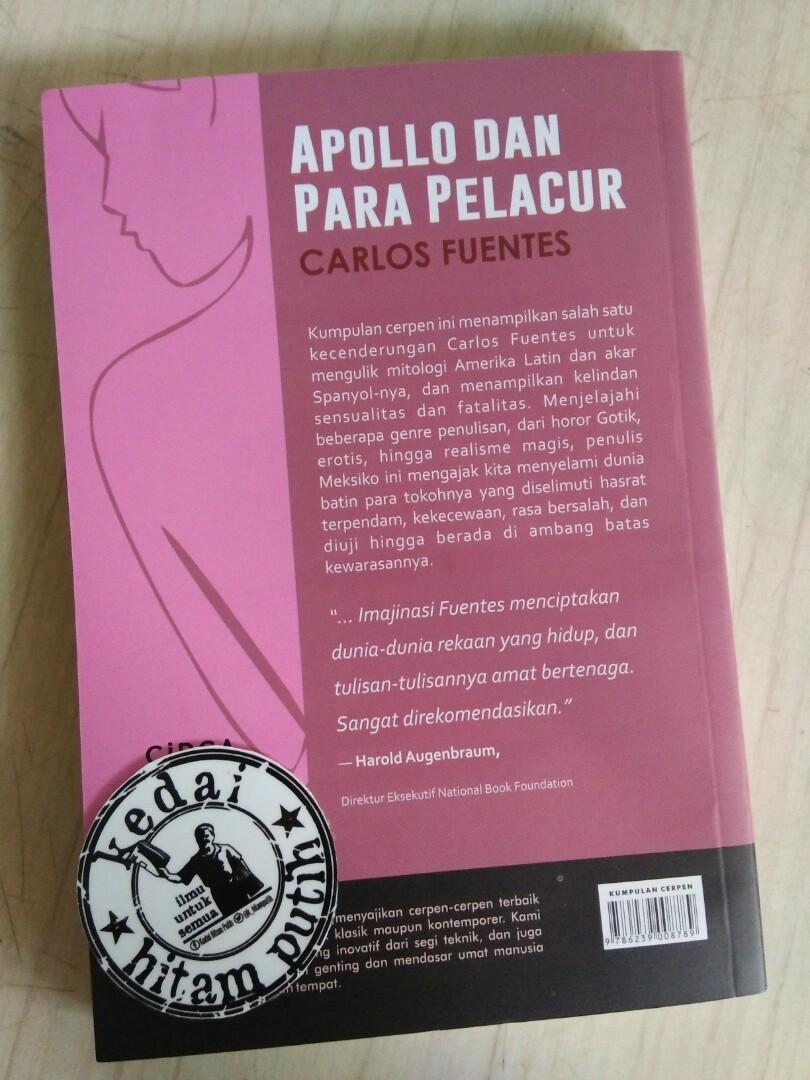 APOLLO DAN
PARA PELACUR
CARLOS FUENTES
Kumpulan cerpen ini menampilkan salah satu
kecenderungan Carlos Fuentes untuk
mengulik mitologi Amerika Latin dan akar
Spanyol-nya, dan menampilkan kelindan
sensualitas dan fatalitas. Menjelajahi
beberapa genre penulisan, dari horor Gotik,
erotis, hingga realisme magis, penulis
Meksiko ini mengajak kita menyelami dunia
batin para tokohnya yang diselimuti hasrat
terpendam, kekecewaan, rasa bersalah, dan
diuji hingga berada di ambang batas
kewarasannya.
"... Imajinasi Fuentes menciptakan
dunia-dunia rekaan yang hidup, dan
tulisan-tulisannya amat bertenaga.
Sangat direkomendasikan."
— Harold Augenbraum,
Direktur Eksekutif National Book Foundation
kedai
hitam putih
ilmu
untuk
semua
menyajikan cerpen-cerpen terbaik
klasik maupun kontemporer. Kami
inovatif dari segi teknik, dan juga
genting dan mendasar umat manusia
tempat.
KUMPULAN CERPEN
9 786239 008789